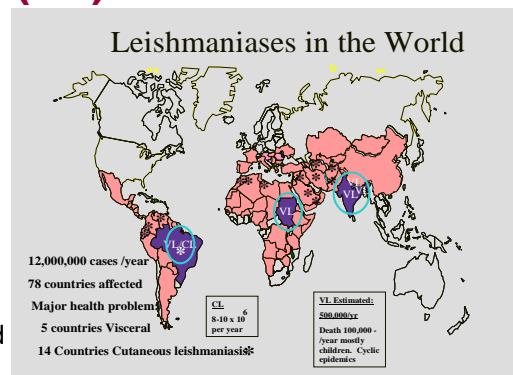 Leishmaniases in the World
VL
VL
VL
VL/CL
12,000,000 cases /year
78 countries affected
Major health problem
5 countries Visceral
14 Countries Cutaneous leishmaniasis*
CL
8-10 x 10^6
per year
VL Estimated:
500,000/yr
Death 100,000 -
/year mostly
children. Cyclic
epidemics